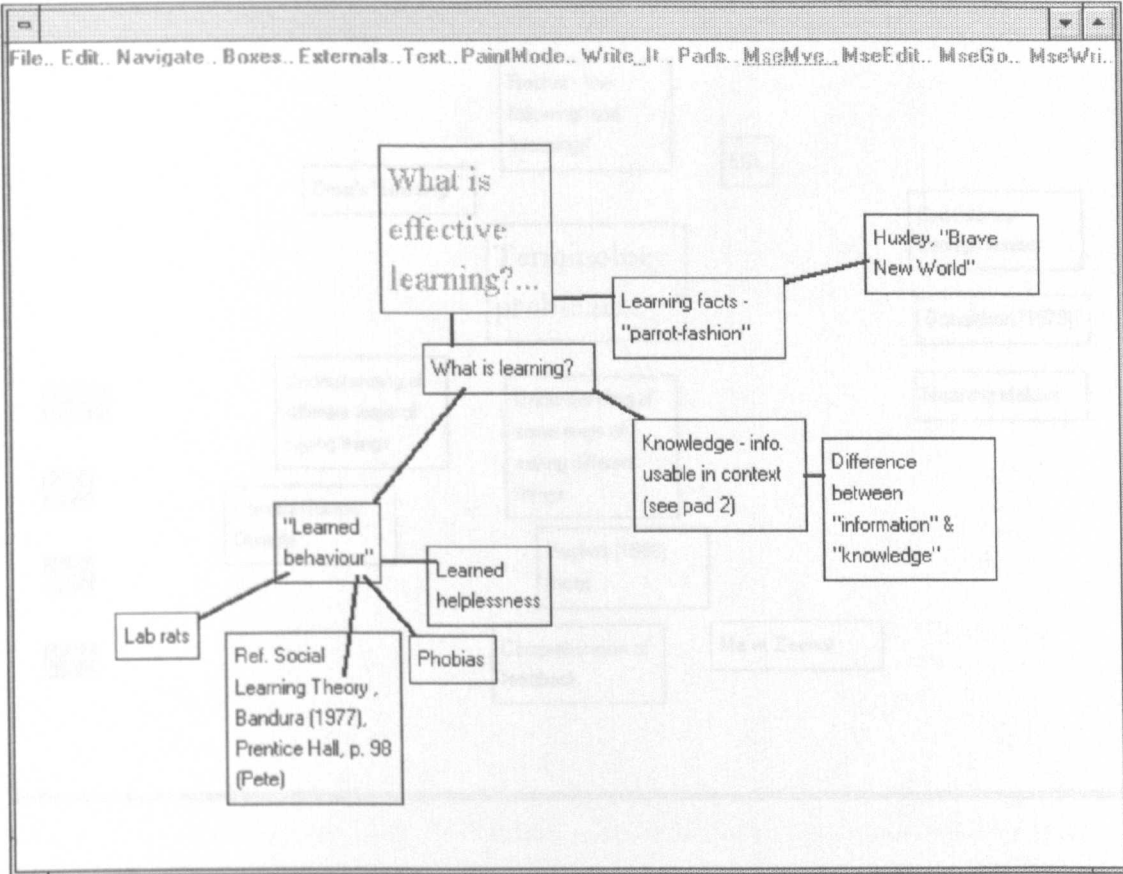 File.. Edit.. Navigate . Boxes.. Externals.. Text.. PaintMode.. Write_It . Pads.. MseMve.. MseEdit.. MseGo.. MseWri..
What is
effective
learning?...
Huxley, "Brave
New World"
Learning facts -
"parrot-fashion"
What is learning?
Knowledge - info.
usable in context
(see pad 2)
Difference
between
"information" &
"knowledge"
"Learned
behaviour"
Learned
helplessness
Lab rats
Ref. Social
Learning Theory ,
Bandura (1977),
Prentice Hall, p. 98
(Pete)
Phobias